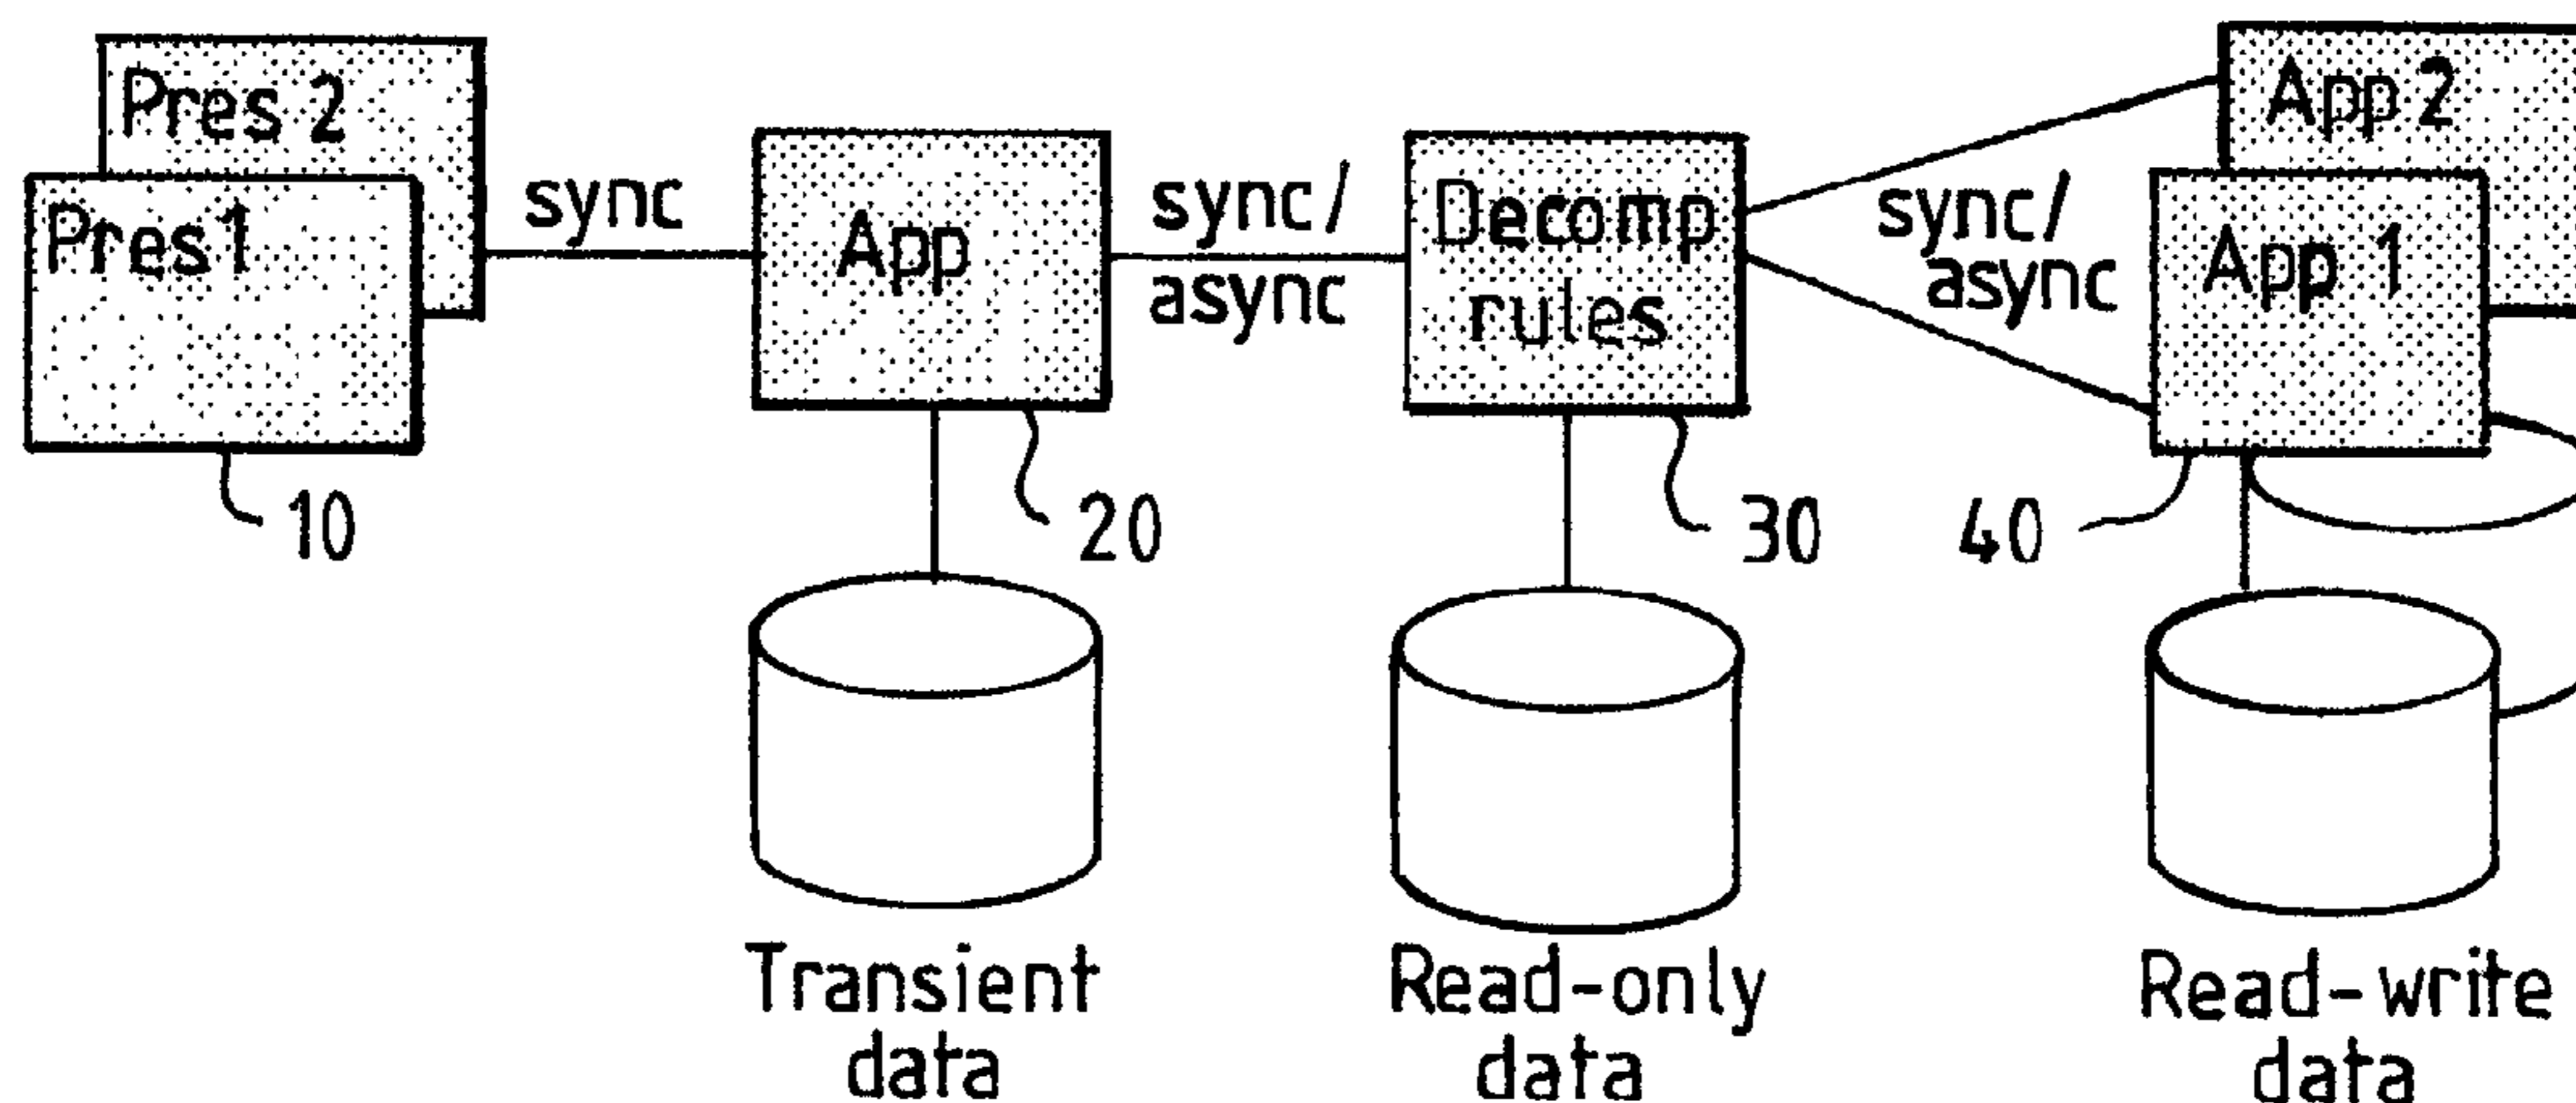 Pres 2
Pres 1
sync
App
sync/
async
Decomp
rules
sync/
async
App 2
App 1
10
20
30
40
Transient
data
Read-only
data
Read-write
data